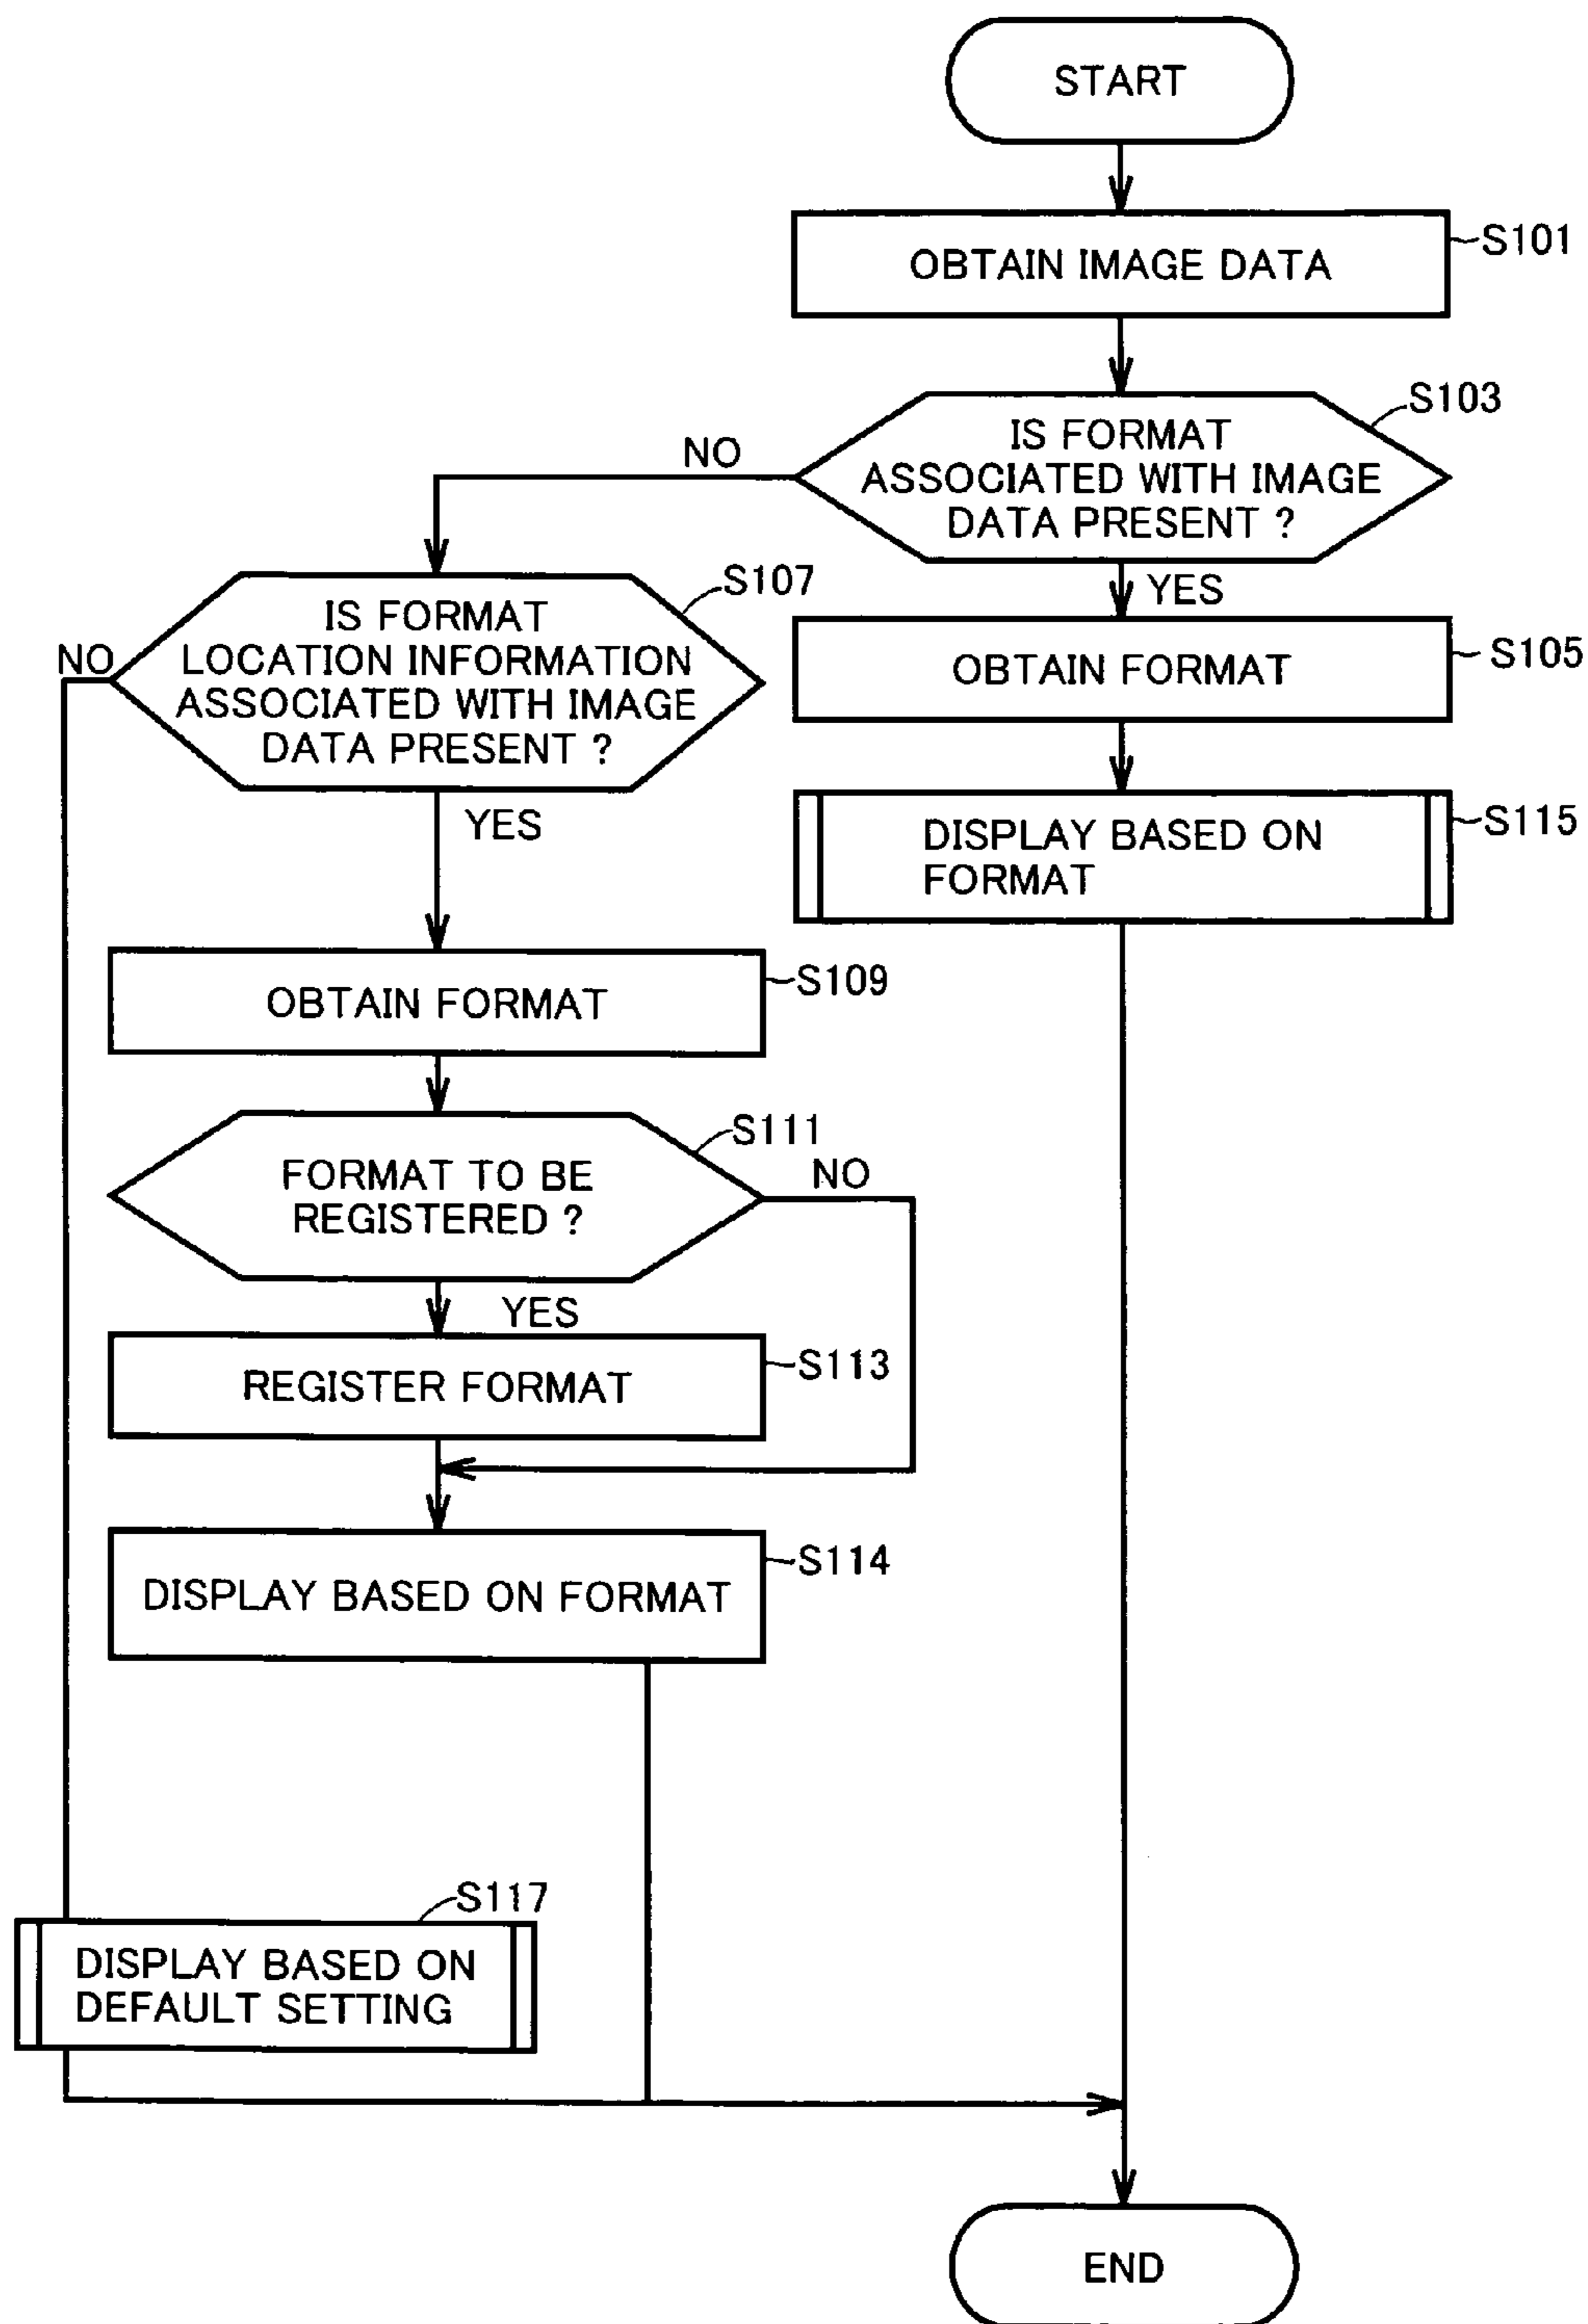 START
OBTAIN IMAGE DATA
S101
IS FORMAT
ASSOCIATED WITH IMAGE
DATA PRESENT ?
S103
NO
YES
IS FORMAT
LOCATION INFORMATION
ASSOCIATED WITH IMAGE
DATA PRESENT ?
S107
NO
YES
OBTAIN FORMAT
S105
DISPLAY BASED ON
FORMAT
S115
OBTAIN FORMAT
S109
FORMAT TO BE
REGISTERED ?
S111
NO
YES
REGISTER FORMAT
S113
DISPLAY BASED ON FORMAT
S114
S117
DISPLAY BASED ON
DEFAULT SETTING
END